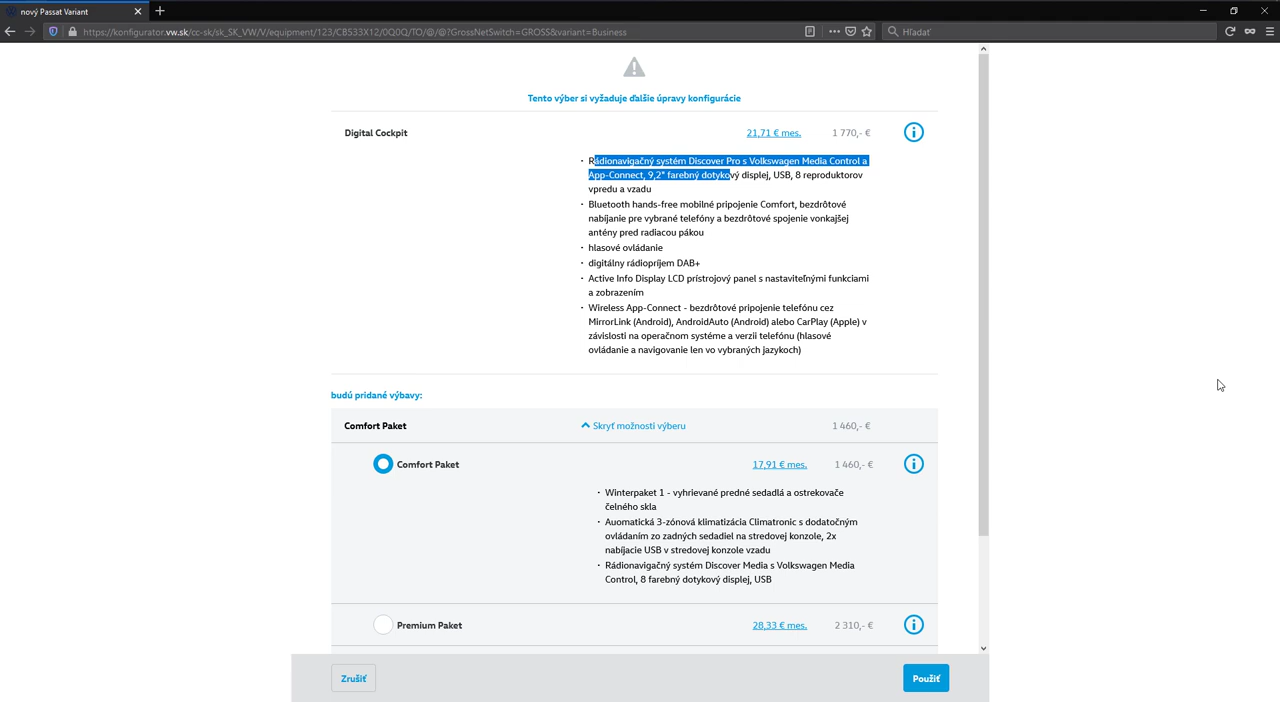 nový Passat Variant
https://konfigurator.vw.sk/cc-sk/sk_SK_VW/V/equipment/123/CB533X12/0Q0Q/TO/@/@?GrossNetSwitch=GROSS&variant=Business
Hľadať
Tento výber si vyžaduje ďalšie úpravy konfigurácie
Digital Cockpit 21,71 € mes. 1 770,- €
· Rádionavigačný systém Discover Pro s Volkswagen Media Control a
App-Connect, 9,2" farebný dotykový displej, USB, 8 reproduktorov
vpredu a vzadu
· Bluetooth hands-free mobilné pripojenie Comfort, bezdrôtové
nabíjanie pre vybrané telefóny a bezdrôtové spojenie vonkajšej
antény pred radiacou pákou
· hlasové ovládanie
· digitálny rádiopríjem DAB+
· Active Info Display LCD prístrojový panel s nastaviteľnými funkciami
a zobrazením
· Wireless App-Connect - bezdrôtové pripojenie telefónu cez
MirrorLink (Android), AndroidAuto (Android) alebo CarPlay (Apple) v
závislosti na operačnom systéme a verzii telefónu (hlasové
ovládanie a navigovanie len vo vybraných jazykoch)
budú pridané výbavy:
Comfort Paket Skryť možnosti výberu 1 460,- €
Comfort Paket 17,91 € mes. 1 460,- €
· Winterpaket 1 - vyhrievané predné sedadlá a ostrekovače
čelného skla
· Auomatická 3-zónová klimatizácia Climatronic s dodatočným
ovládaním zo zadných sedadiel na stredovej konzole, 2x
nabíjacie USB v stredovej konzole vzadu
· Rádionavigačný systém Discover Media s Volkswagen Media
Control, 8 farebný dotykový displej, USB
Premium Paket 28,33 € mes. 2 310,- €
Zrušiť Použiť